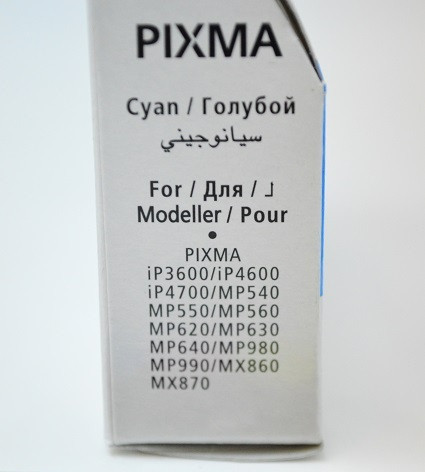 PIXMA
Cyan / Голубой
سيانوجيني
For / Для / لـ
Modeller / Pour
•
PIXMA
iP3600/iP4600
iP4700/MP540
MP550/MP560
MP620/MP630
MP640/MP980
MP990/MX860
MX870